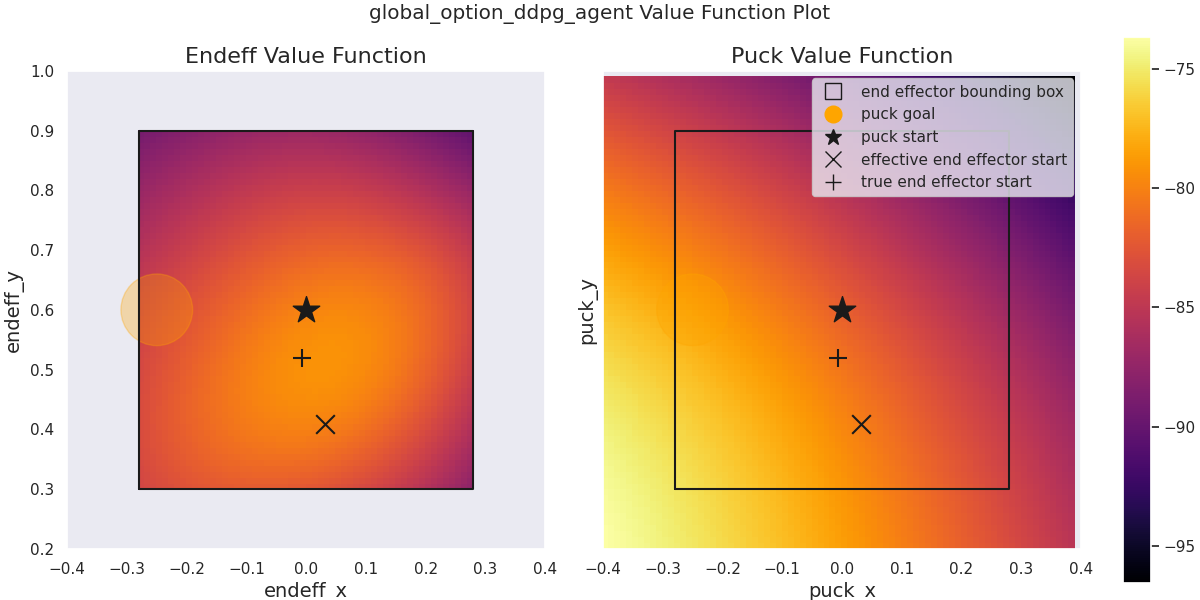 global_option_ddpg_agent Value Function Plot
Endeff Value Function
Puck Value Function
1.0
0.9
0.8
0.7
0.6
0.5
0.4
0.3
0.2
endeff_y
−0.4 −0.3 −0.2 −0.1 0.0 0.1 0.2 0.3 0.4
endeff_x
end effector bounding box
puck goal
puck start
effective end effector start
true end effector start
puck_y
−0.4 −0.3 −0.2 −0.1 0.0 0.1 0.2 0.3 0.4
puck_x
−75
−80
−85
−90
−95